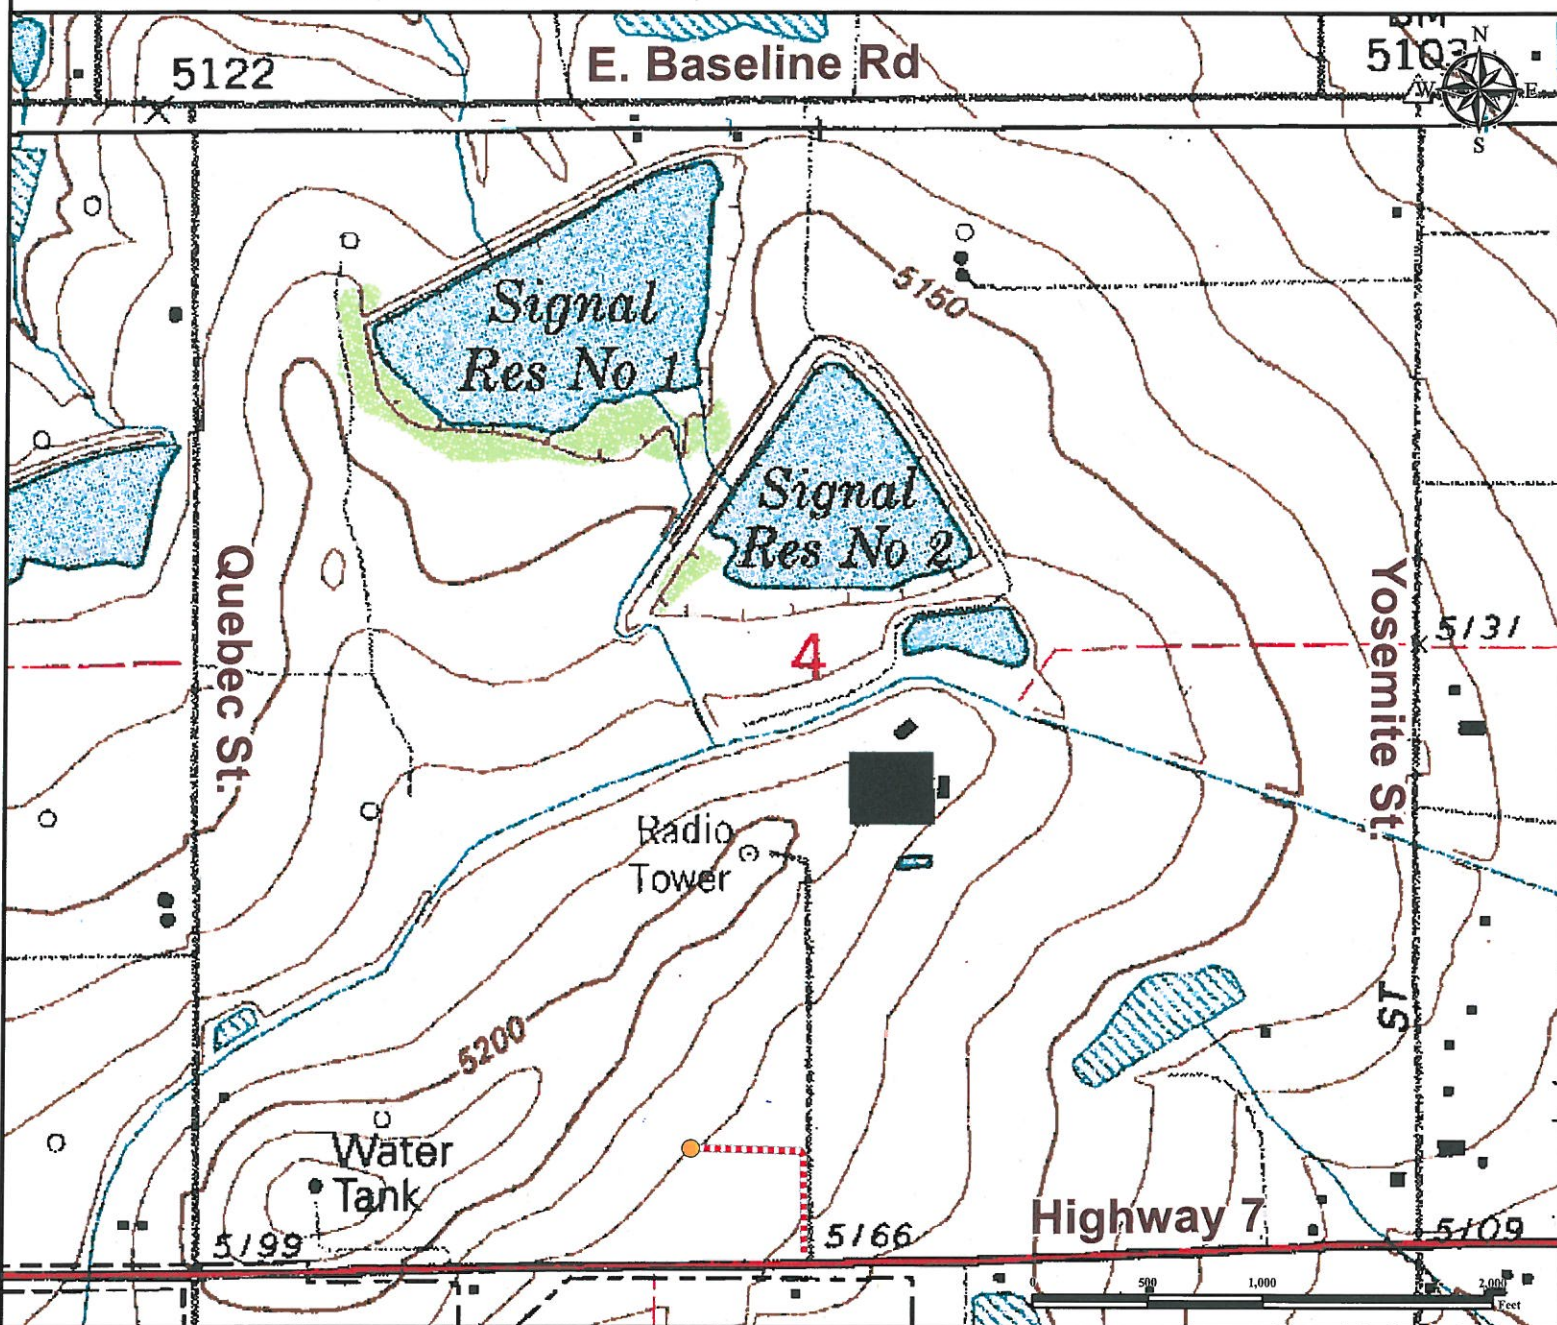 E. Baseline Rd
5122
BM
5103
N
W
E
S
Signal
Res No 1
5150
Signal
Res No 2
Quebec St.
4
Yosemite St.
5131
Radio
Tower
5200
ST
Water
Tank
5199
5166
Highway 7
5109
0 500 1,000 2,000
Feet